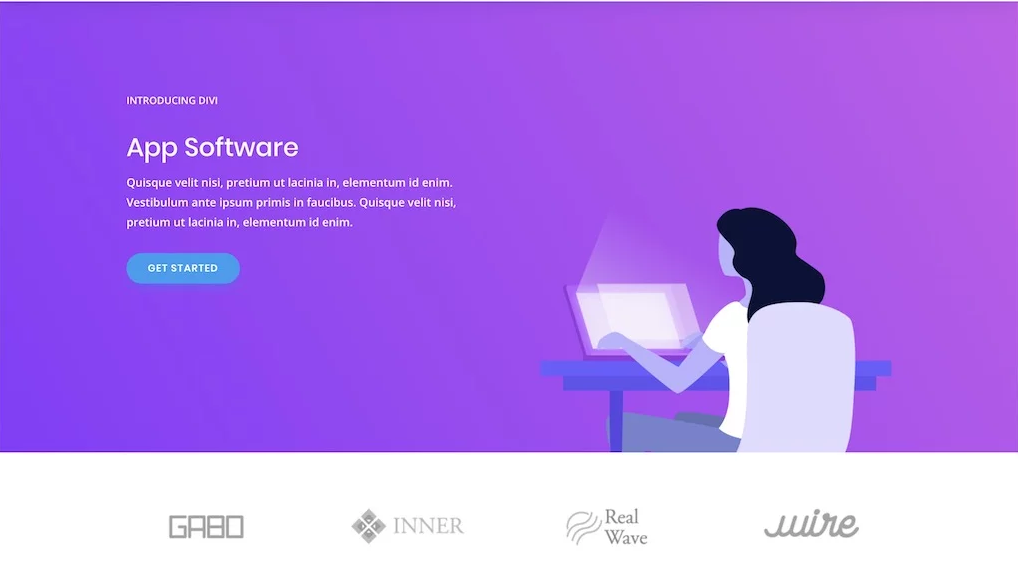 INTRODUCING DIVI
App Software
Quisque velit nisi, pretium ut lacinia in, elementum id enim.
Vestibulum ante ipsum primis in faucibus. Quisque velit nisi,
pretium ut lacinia in, elementum id enim.
GET STARTED
GABO
INNER
Real
Wave
wire